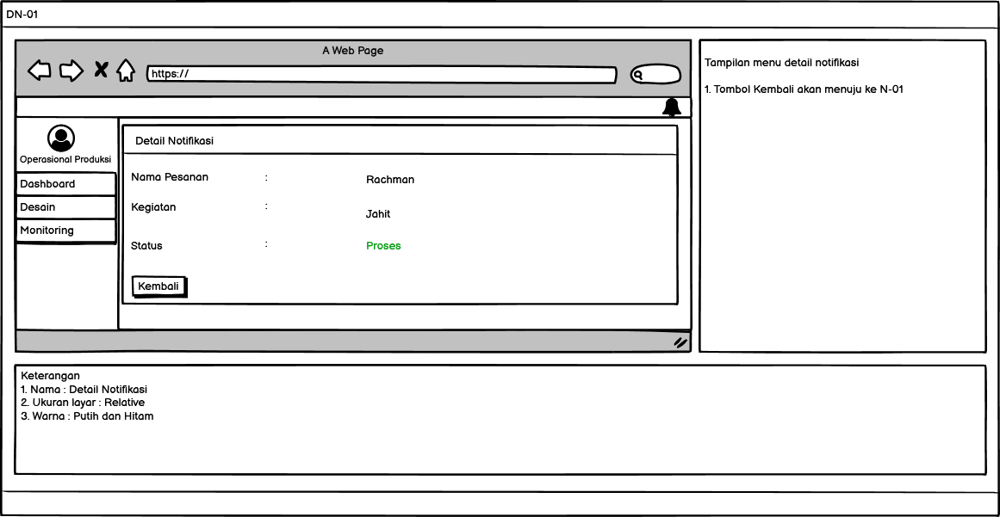 DN-01
A Web Page
https://
Tampilan menu detail notifikasi
1. Tombol Kembali akan menuju ke N-01
Operasional Produksi
Dashboard
Desain
Monitoring
Detail Notifikasi
Nama Pesanan : Rachman
Kegiatan : Jahit
Status : Proses
Kembali
Keterangan
1. Nama : Detail Notifikasi
2. Ukuran layar : Relative
3. Warna : Putih dan Hitam